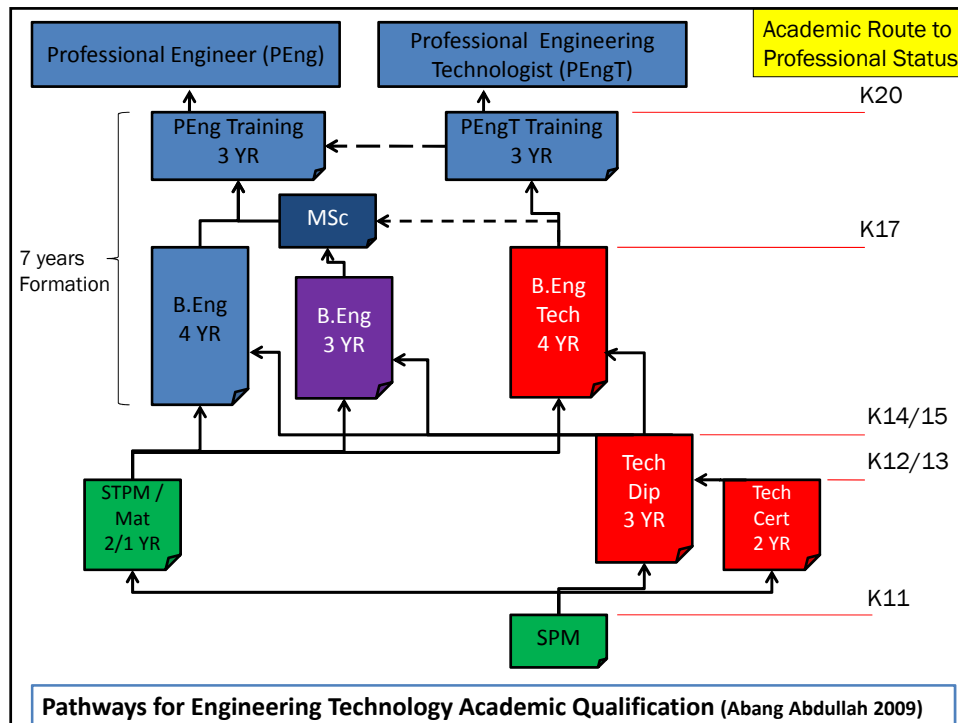 Professional Engineer (PEng)
Professional Engineering
Technologist (PEngT)
Academic Route to
Professional Status
K20
PEng Training
3 YR
PEngT Training
3 YR
MSc
K17
7 years
Formation
B.Eng
4 YR
B.Eng
3 YR
B.Eng
Tech
4 YR
K14/15
K12/13
STPM /
Mat
2/1 YR
Tech
Dip
3 YR
Tech
Cert
2 YR
K11
SPM
Pathways for Engineering Technology Academic Qualification (Abang Abdullah 2009)